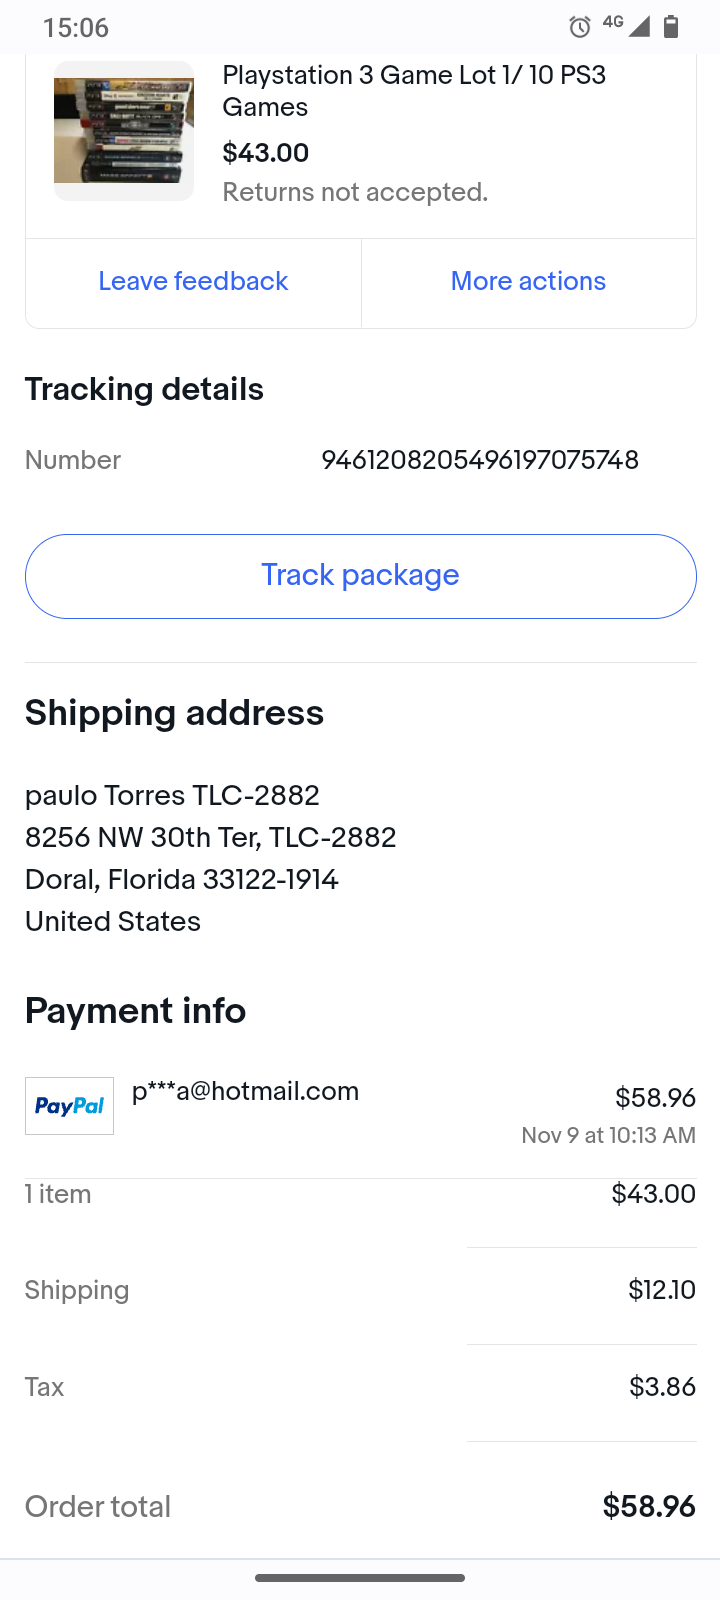 15:06
4G
Playstation 3 Game Lot 1/ 10 PS3
Games
$43.00
Returns not accepted.
Leave feedback
More actions
Tracking details
Number
9461208205496197075748
Track package
Shipping address
paulo Torres TLC-2882
8256 NW 30th Ter, TLC-2882
Doral, Florida 33122-1914
United States
Payment info
PayPal
p***a@hotmail.com
$58.96
Nov 9 at 10:13 AM
1 item
$43.00
Shipping
$12.10
Tax
$3.86
Order total
$58.96